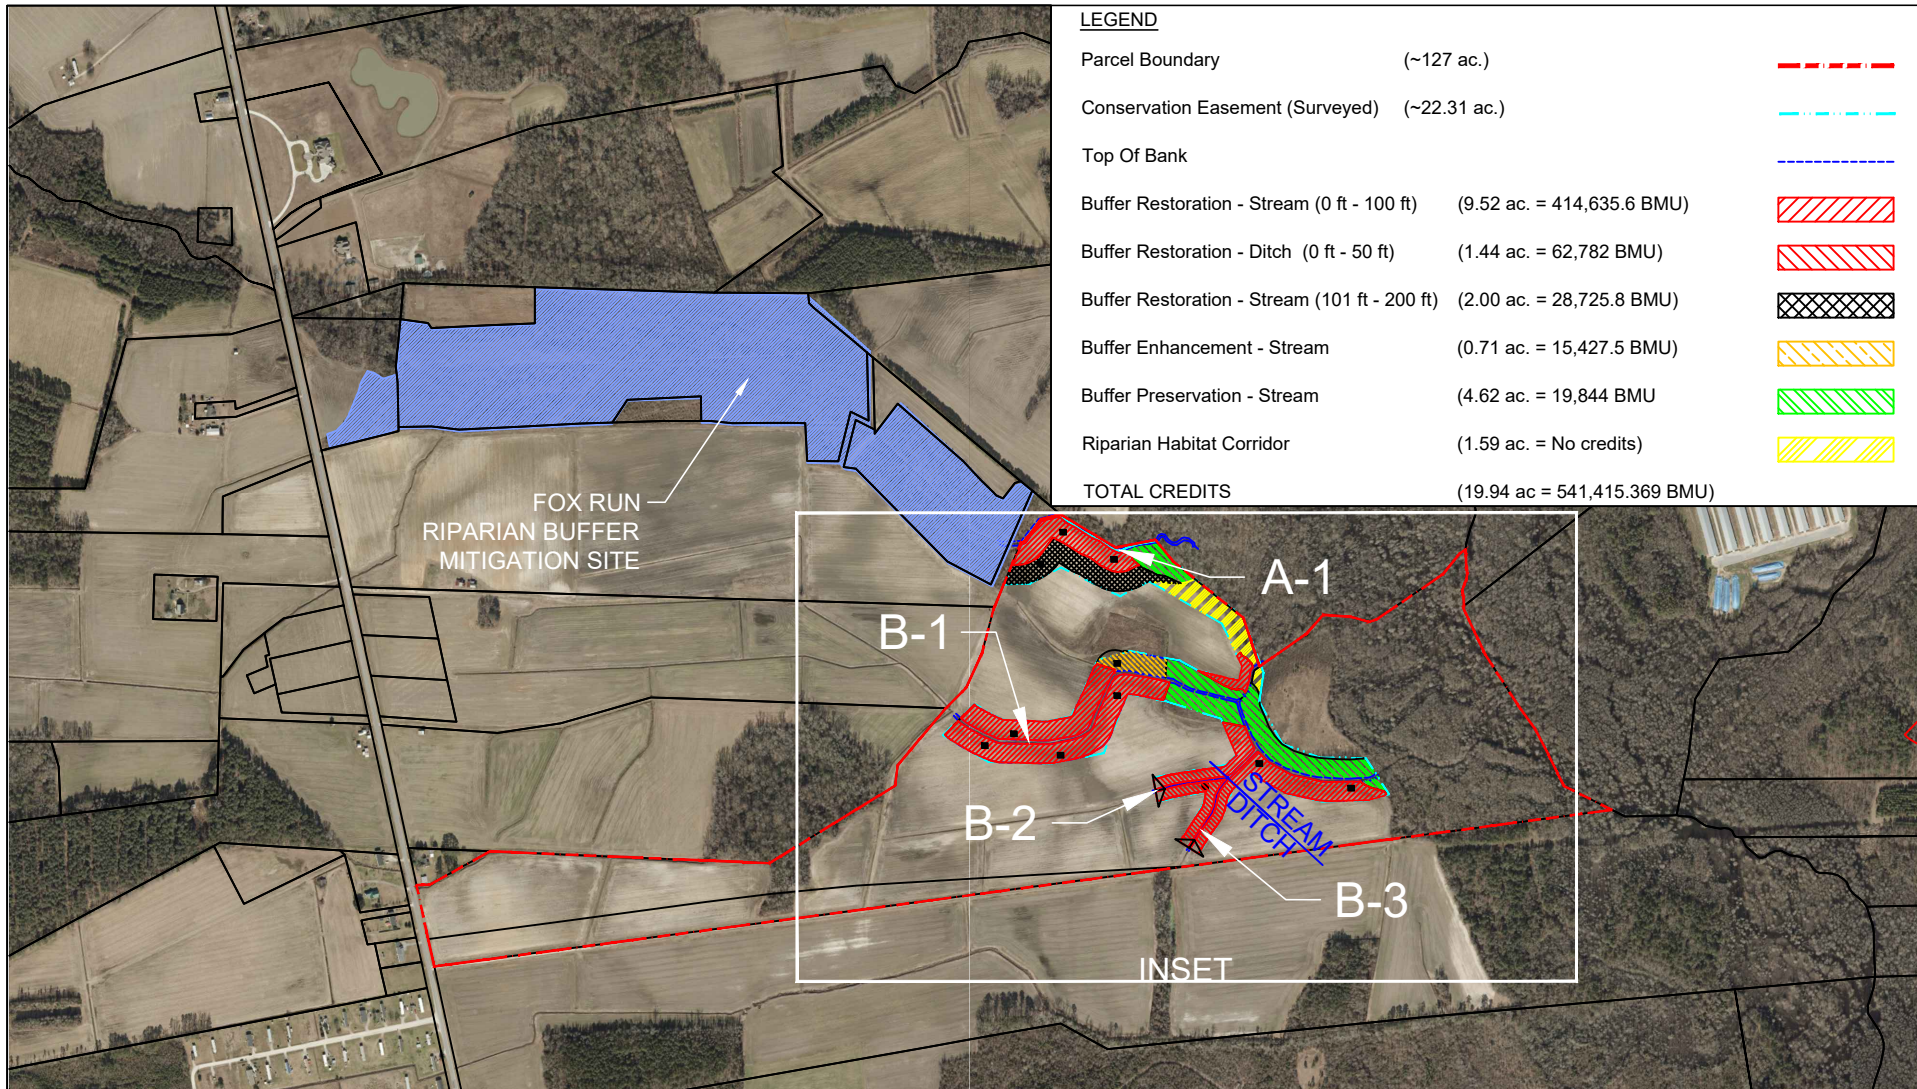 LEGEND
Parcel Boundary (~127 ac.)
Conservation Easement (Surveyed) (~22.31 ac.)
Top Of Bank
Buffer Restoration - Stream (0 ft - 100 ft) (9.52 ac. = 414,635.6 BMU)
Buffer Restoration - Ditch (0 ft - 50 ft) (1.44 ac. = 62,782 BMU)
Buffer Restoration - Stream (101 ft - 200 ft) (2.00 ac. = 28,725.8 BMU)
Buffer Enhancement - Stream (0.71 ac. = 15,427.5 BMU)
Buffer Preservation - Stream (4.62 ac. = 19,844 BMU
Riparian Habitat Corridor (1.59 ac. = No credits)
TOTAL CREDITS (19.94 ac = 541,415.369 BMU)
FOX RUN
RIPARIAN BUFFER
MITIGATION SITE
A-1
B-1
B-2
STREAM
DITCH
B-3
INSET